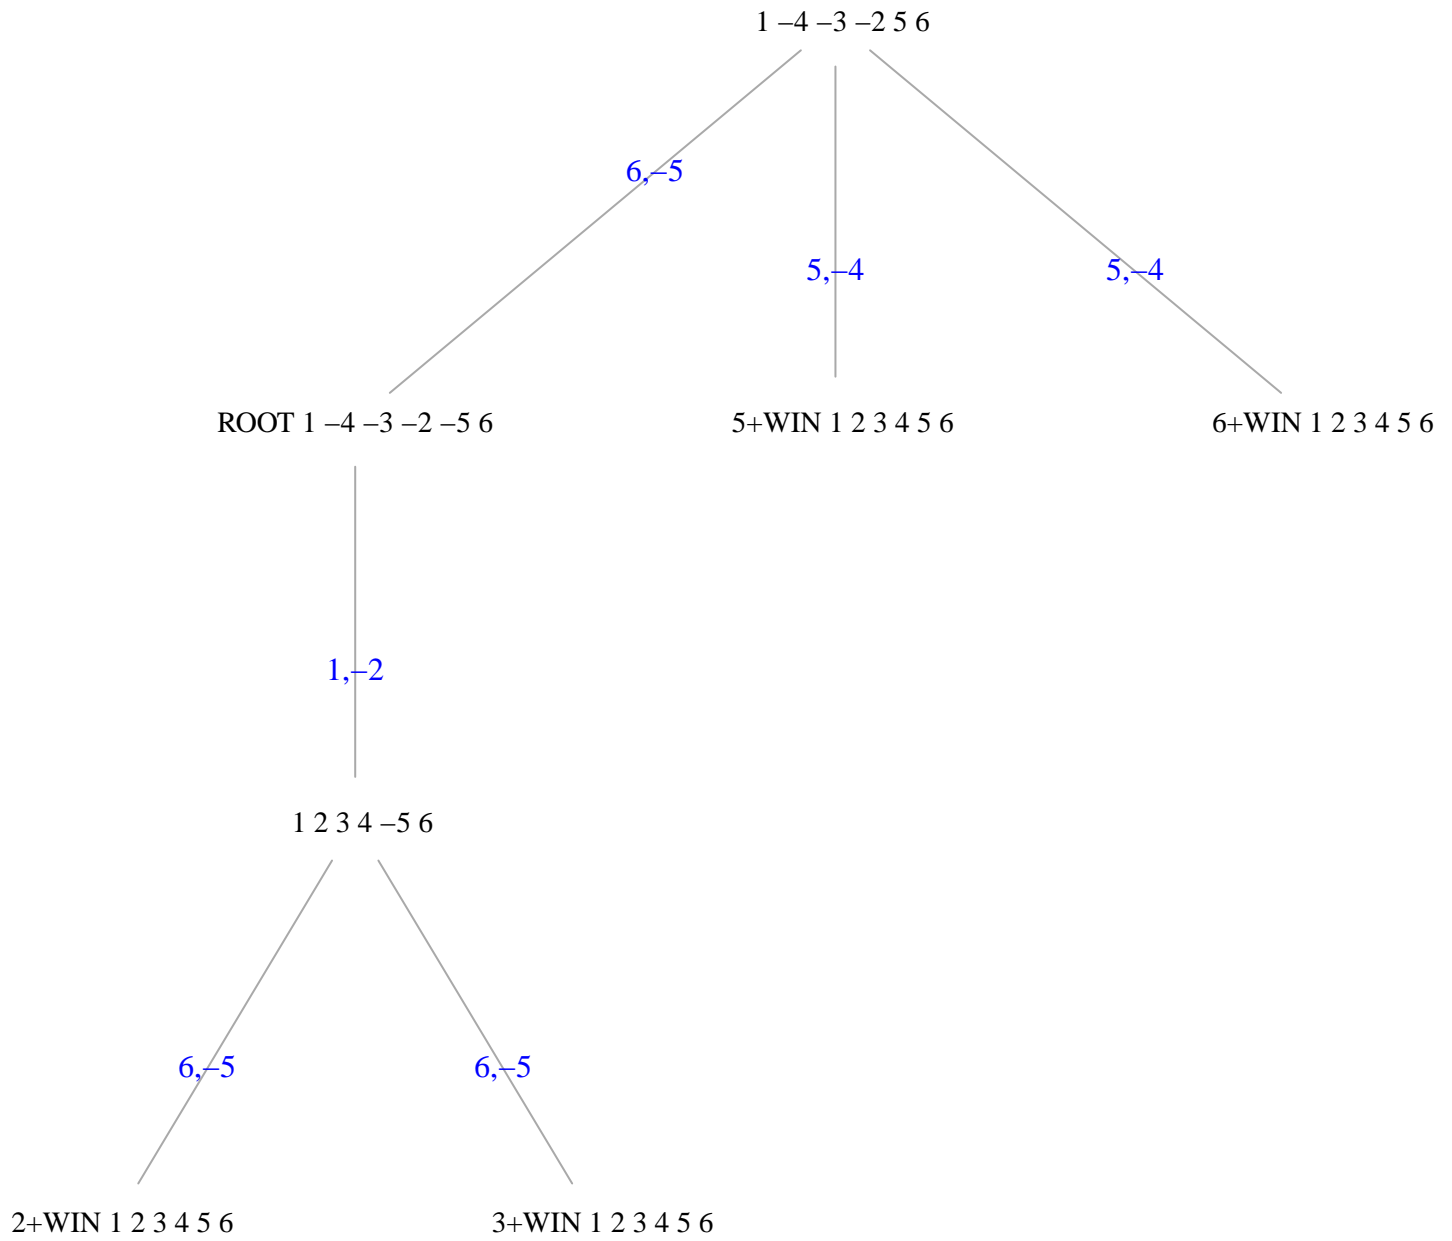 1 –4 –3 –2 5 6
6,–5
5,–4
5,–4
ROOT 1 –4 –3 –2 –5 6
5+WIN 1 2 3 4 5 6
6+WIN 1 2 3 4 5 6
1,–2
1 2 3 4 –5 6
6,–5
6,–5
2+WIN 1 2 3 4 5 6
3+WIN 1 2 3 4 5 6